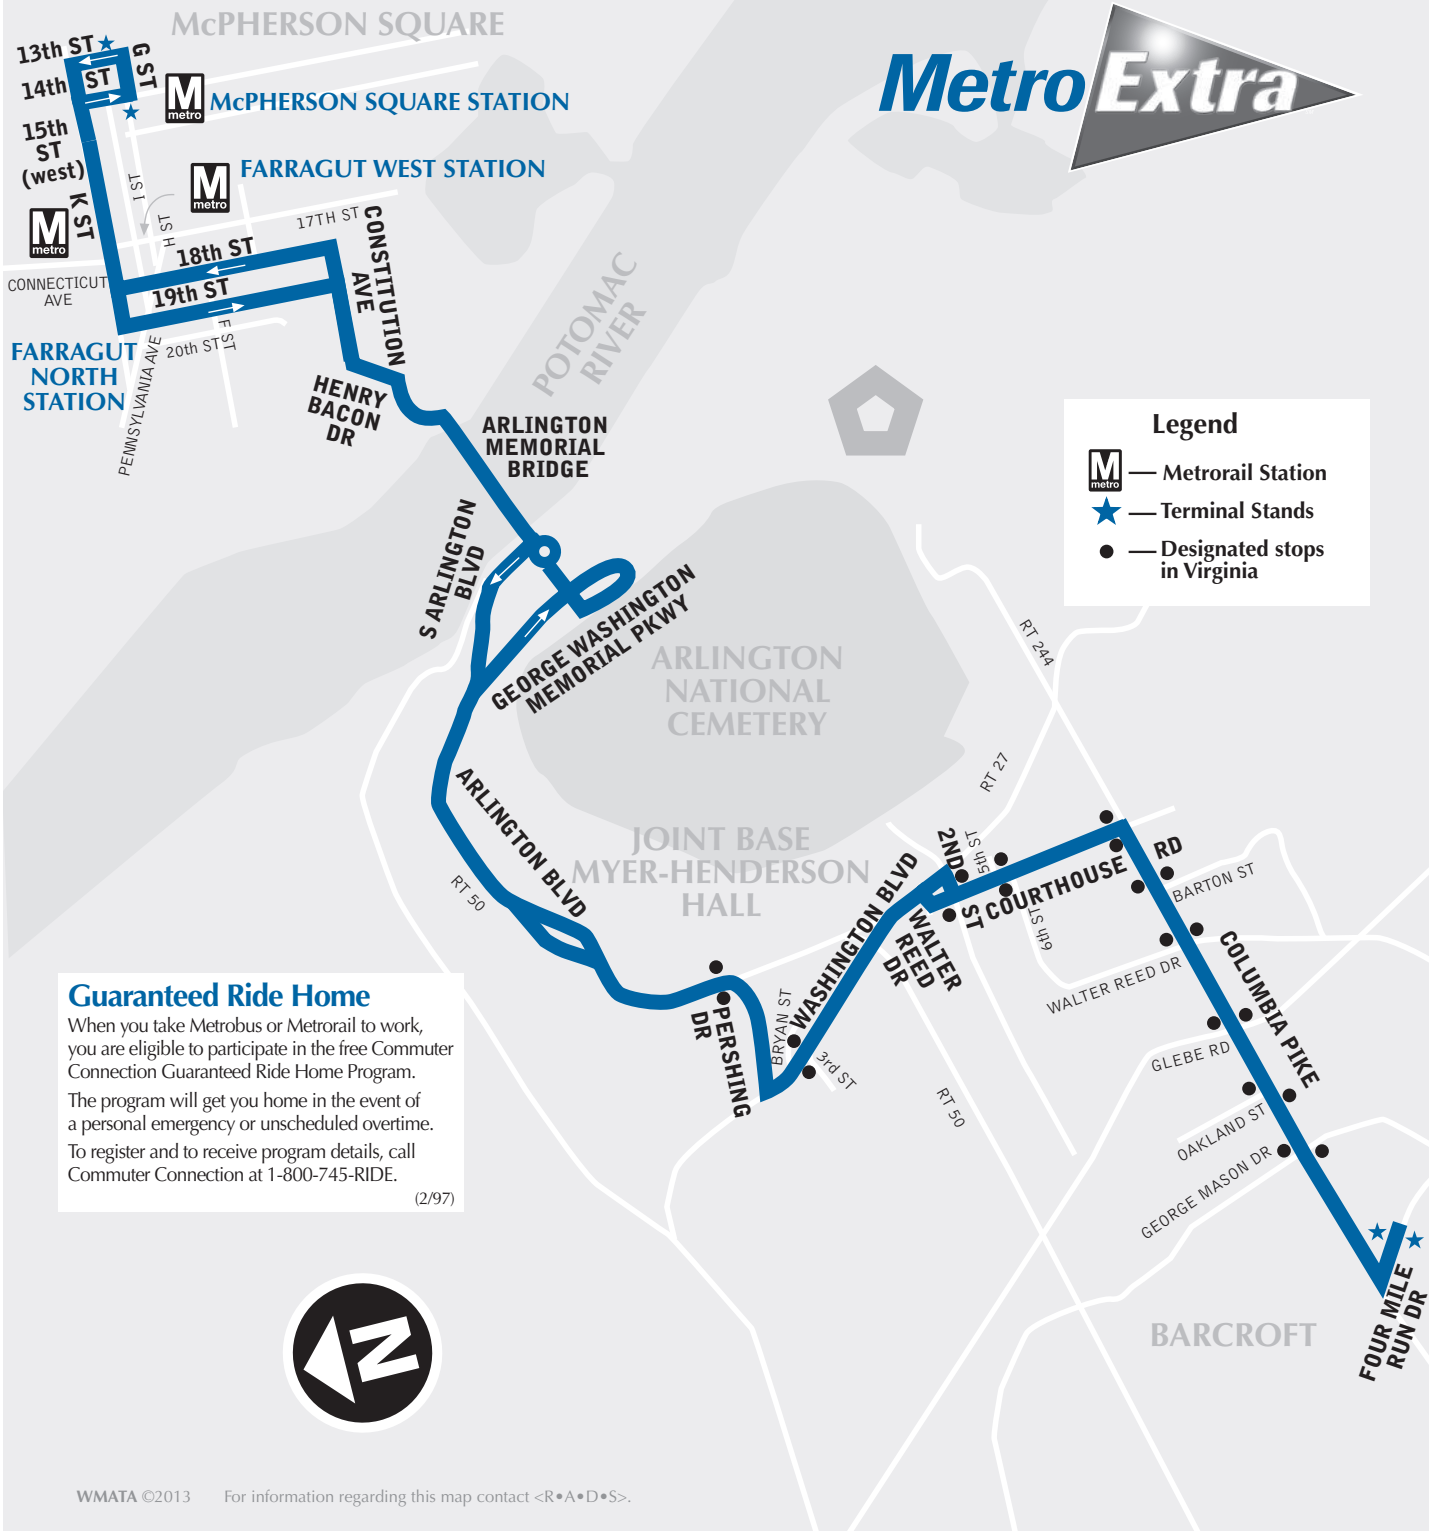 McPHERSON SQUARE
13th ST
G ST
14th ST
M
metro
McPHERSON SQUARE STATION
15th
ST
(west)
M
metro
FARRAGUT WEST STATION
I ST
H ST
K ST
M
metro
17TH ST
18th ST
CONNECTICUT
AVE
19th ST
CONSTITUTION
AVE
F ST
20th ST
PENNSYLVANIA AVE
FARRAGUT
NORTH
STATION
HENRY
BACON
DR
POTOMAC
RIVER
ARLINGTON
MEMORIAL
BRIDGE
MetroExtra
Legend
M
metro
Metrorail Station
Terminal Stands
Designated stops
in Virginia
S ARLINGTON
BLVD
GEORGE WASHINGTON
MEMORIAL PKWY
ARLINGTON
NATIONAL
CEMETERY
RT 244
RT 27
ARLINGTON BLVD
RT 50
JOINT BASE
MYER-HENDERSON
HALL
WASHINGTON BLVD
2ND ST
5th ST
COURTHOUSE RD
6th ST
WALTER
REED
DR
BARTON ST
WALTER REED DR
COLUMBIA PIKE
GLEBE RD
OAKLAND ST
GEORGE MASON DR
PERSHING
DR
BRYAN ST
3rd ST
RT 50
FOUR MILE
RUN DR
BARCROFT
Guaranteed Ride Home
When you take Metrobus or Metrorail to work,
you are eligible to participate in the free Commuter
Connection Guaranteed Ride Home Program.
The program will get you home in the event of
a personal emergency or unscheduled overtime.
To register and to receive program details, call
Commuter Connection at 1-800-745-RIDE.
(2/97)
N
WMATA ©2013 For information regarding this map contact <R•A•D•S>.